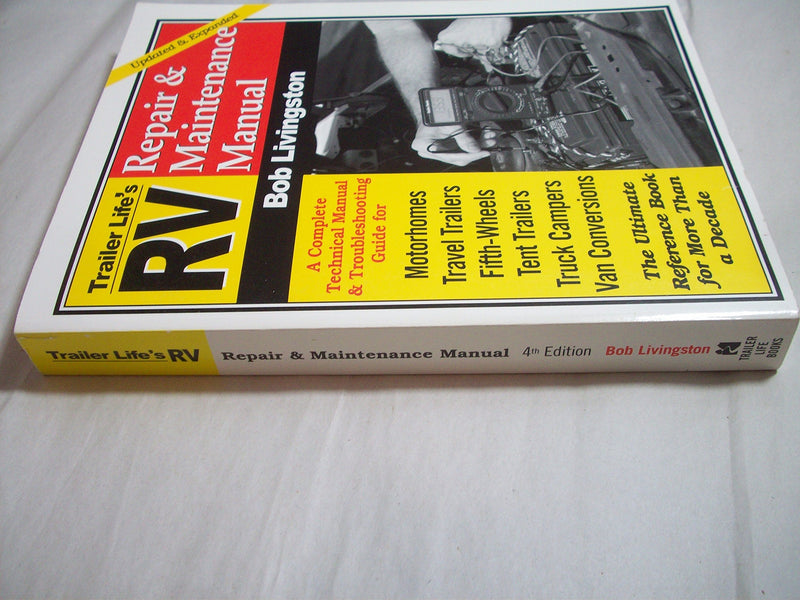 Updated & Expanded
Trailer Life's
RV
Repair &
Maintenance
Manual
Bob Livingston
A Complete
Technical Manual
& Troubleshooting
Guide for
Motorhomes
Travel Trailers
Fifth-Wheels
Tent Trailers
Truck Campers
Van Conversions
The Ultimate
Reference Book
for More Than
a Decade
Trailer Life's RV Repair & Maintenance Manual 4th Edition Bob Livingston
TRAILER
LIFE
BOOKS